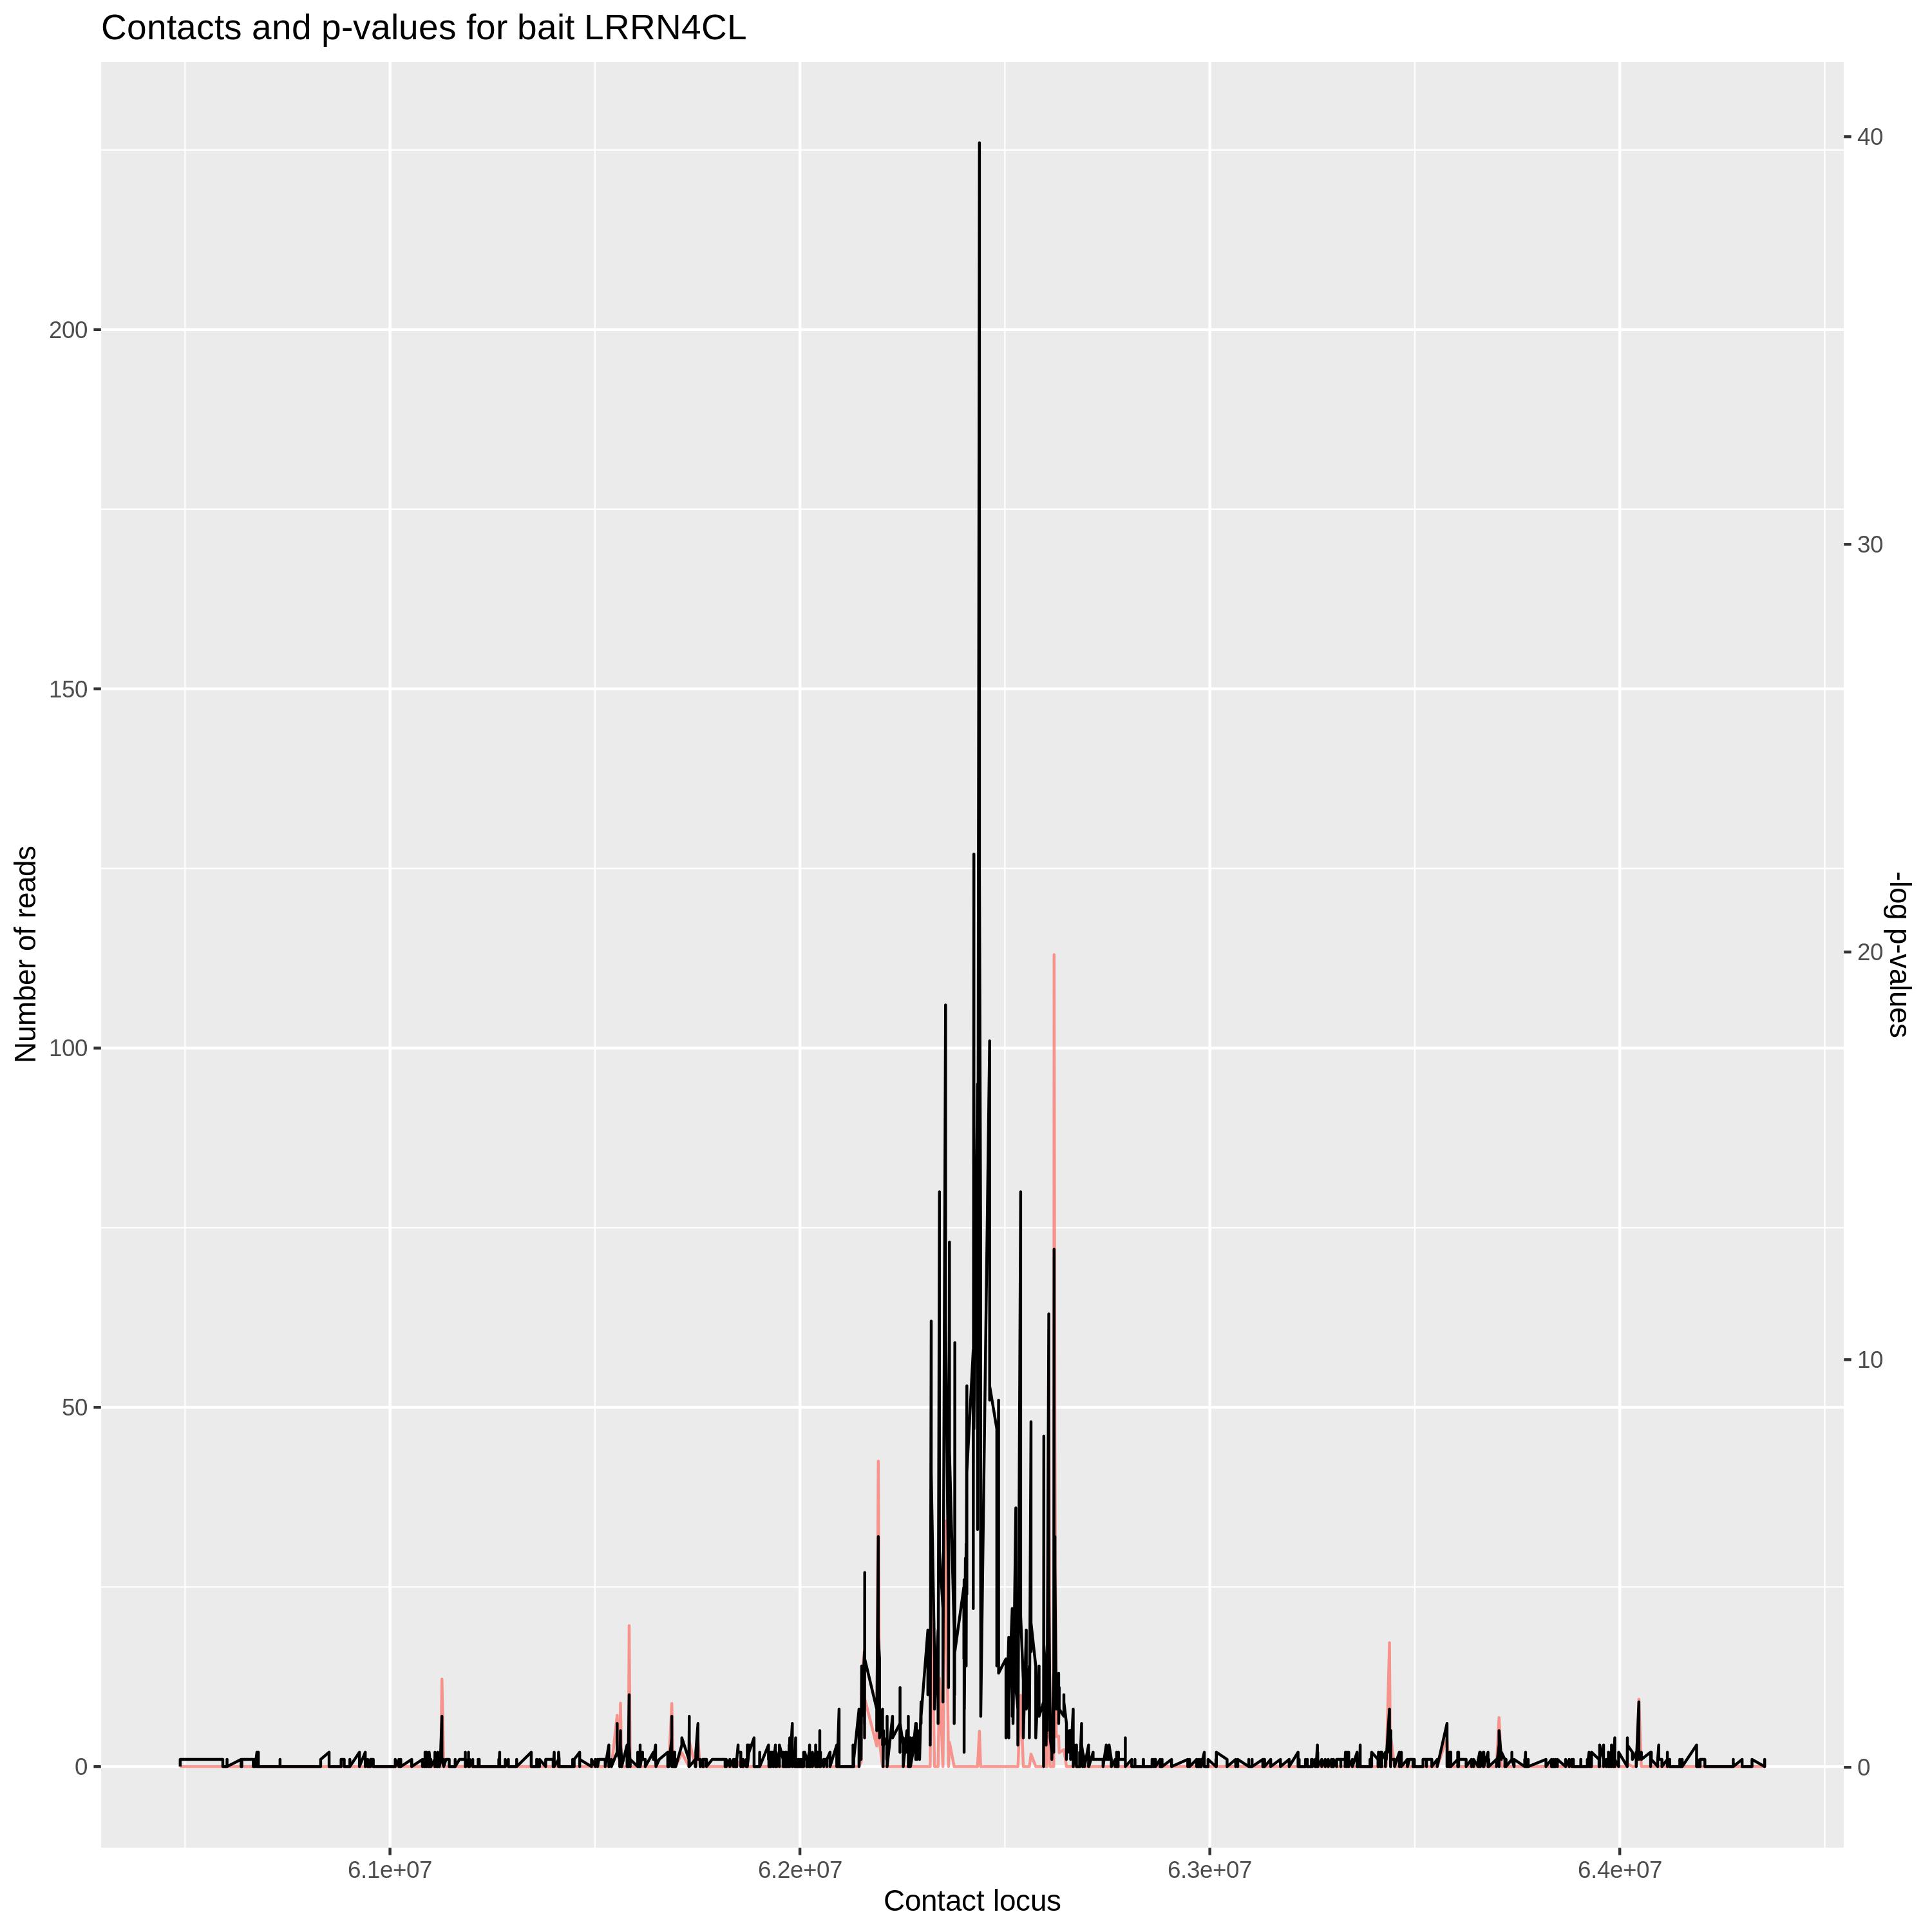 Contacts and p-values for bait LRRN4CL
Number of reads
200
150
100
50
0
40
30
20
10
0
-log p-values
6.1e+07
6.2e+07
6.3e+07
6.4e+07
Contact locus